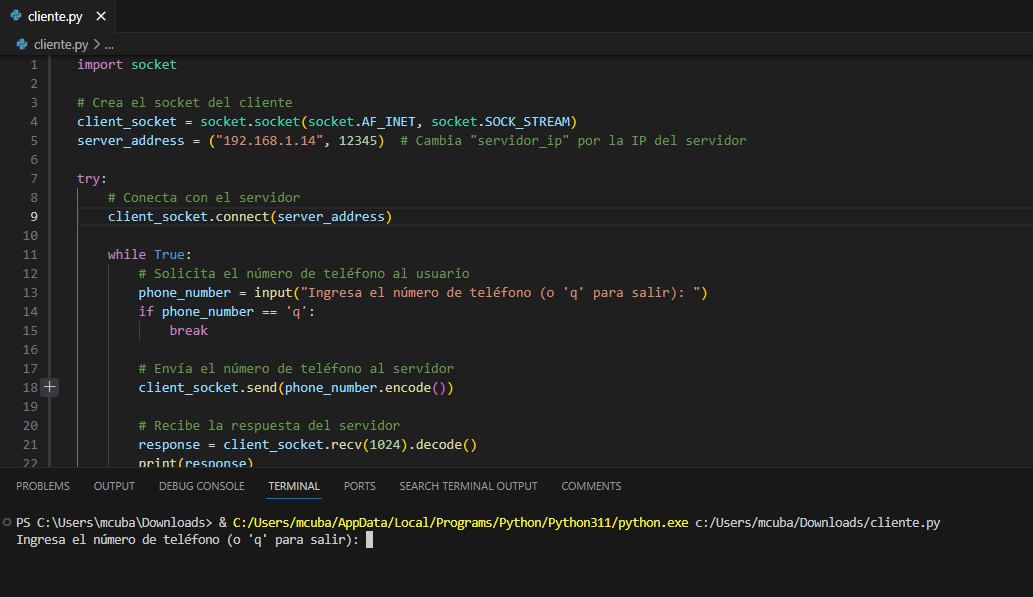 cliente.py
cliente.py > ...
1 import socket
2
3 # Crea el socket del cliente
4 client_socket = socket.socket(socket.AF_INET, socket.SOCK_STREAM)
5 server_address = ("192.168.1.14", 12345)  # Cambia "servidor_ip" por la IP del servidor
6
7 try:
8     # Conecta con el servidor
9     client_socket.connect(server_address)
10
11     while True:
12         # Solicita el número de teléfono al usuario
13         phone_number = input("Ingresa el número de teléfono (o 'q' para salir): ")
14         if phone_number == 'q':
15             break
16
17         # Envía el número de teléfono al servidor
18         client_socket.send(phone_number.encode())
19
20         # Recibe la respuesta del servidor
21         response = client_socket.recv(1024).decode()
22         print(response)
PROBLEMS OUTPUT DEBUG CONSOLE TERMINAL PORTS SEARCH TERMINAL OUTPUT COMMENTS
PS C:\Users\mcuba\Downloads> & C:/Users/mcuba/AppData/Local/Programs/Python/Python311/python.exe c:/Users/mcuba/Downloads/cliente.py
Ingresa el número de teléfono (o 'q' para salir):